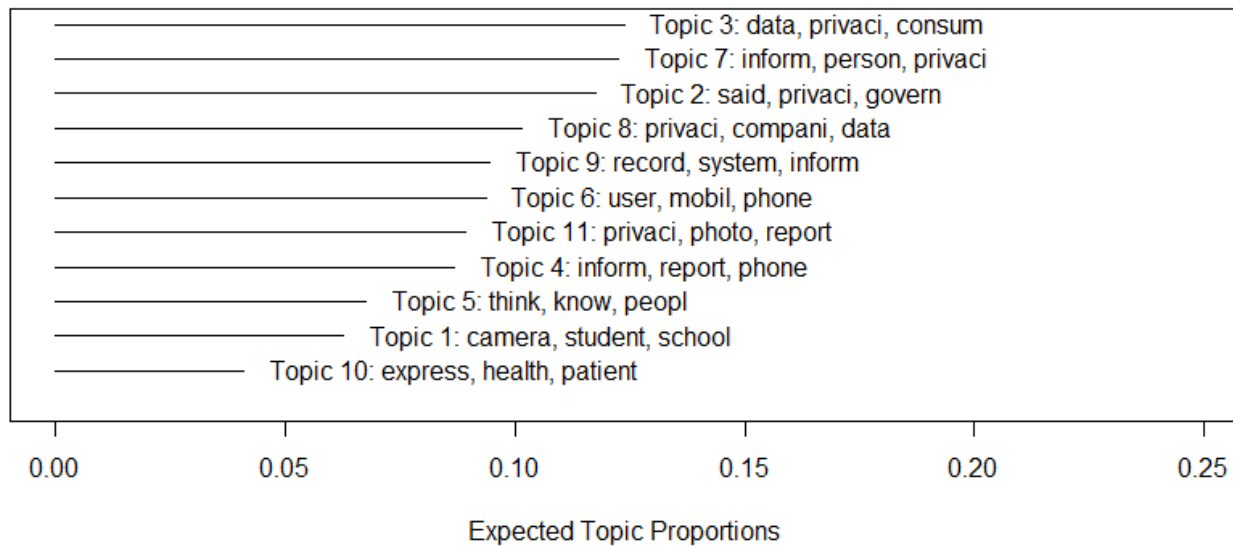 Topic 3: data, privaci, consum
Topic 7: inform, person, privaci
Topic 2: said, privaci, govern
Topic 8: privaci, compani, data
Topic 9: record, system, inform
Topic 6: user, mobil, phone
Topic 11: privaci, photo, report
Topic 4: inform, report, phone
Topic 5: think, know, peopl
Topic 1: camera, student, school
Topic 10: express, health, patient
0.00 0.05 0.10 0.15 0.20 0.25
Expected Topic Proportions